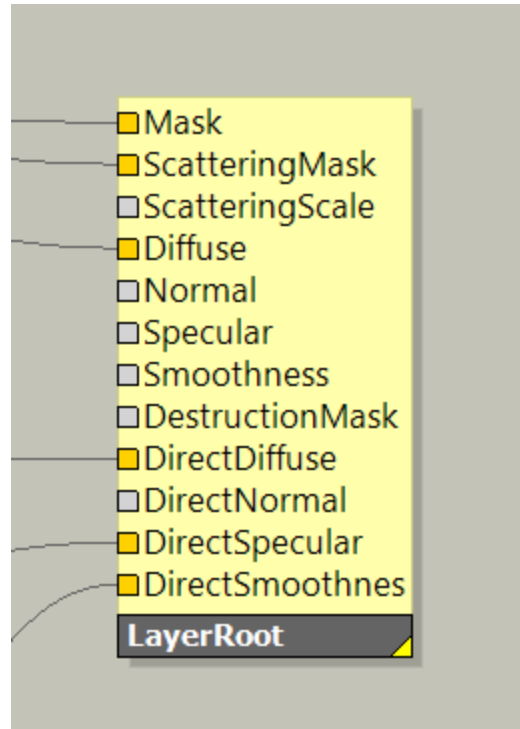 Mask
ScatteringMask
ScatteringScale
Diffuse
Normal
Specular
Smoothness
DestructionMask
DirectDiffuse
DirectNormal
DirectSpecular
DirectSmoothnes
LayerRoot